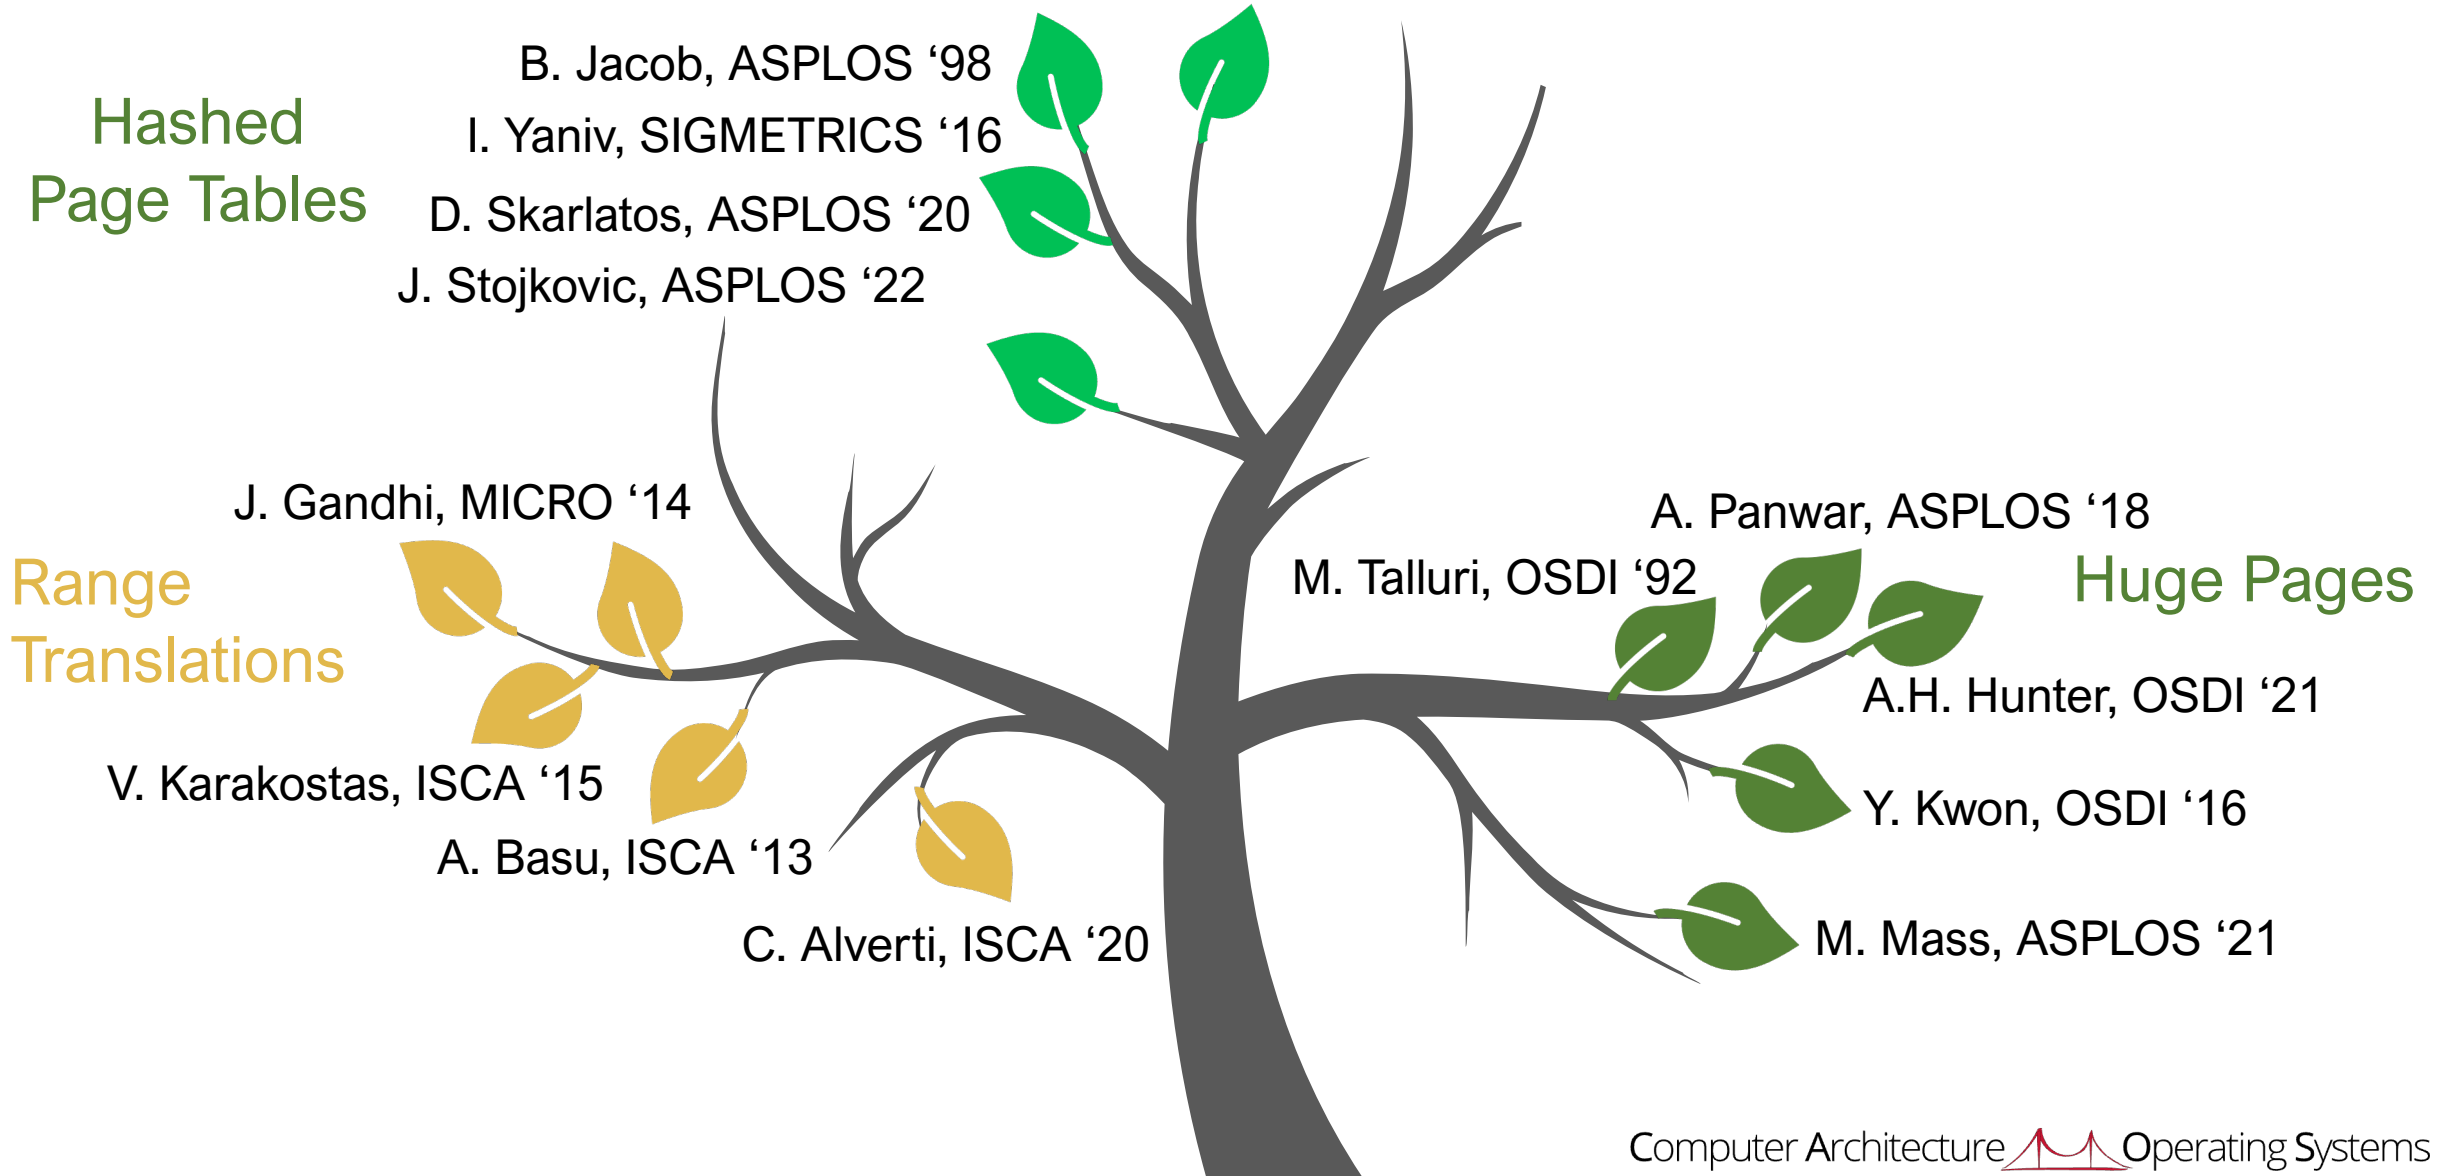 B. Jacob, ASPLOS ‘98
Hashed
Page Tables
I. Yaniv, SIGMETRICS ‘16
D. Skarlatos, ASPLOS ‘20
J. Stojkovic, ASPLOS ‘22
J. Gandhi, MICRO ‘14
Range
Translations
V. Karakostas, ISCA ‘15
A. Basu, ISCA ‘13
C. Alverti, ISCA ‘20
A. Panwar, ASPLOS ‘18
M. Talluri, OSDI ‘92
Huge Pages
A.H. Hunter, OSDI ‘21
Y. Kwon, OSDI ‘16
M. Mass, ASPLOS ‘21
Computer Architecture Operating Systems